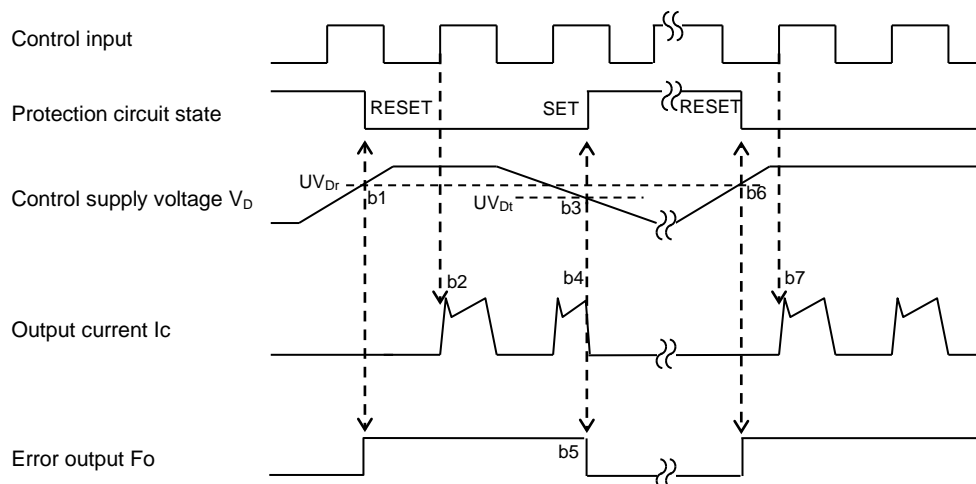 Control input
Protection circuit state
RESET
SET
RESET
Control supply voltage VD
UVDr
b1
UVDt
b3
b6
b2
b4
b7
Output current Ic
Error output Fo
b5